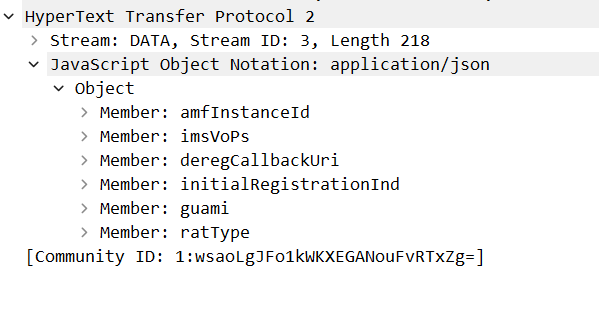 HyperText Transfer Protocol 2
Stream: DATA, Stream ID: 3, Length 218
JavaScript Object Notation: application/json
Object
Member: amfInstanceId
Member: imsVoPs
Member: deregCallbackUri
Member: initialRegistrationInd
Member: guami
Member: ratType
[Community ID: 1:wsaoLgJFo1kWKXEGANouFvRTxZg=]